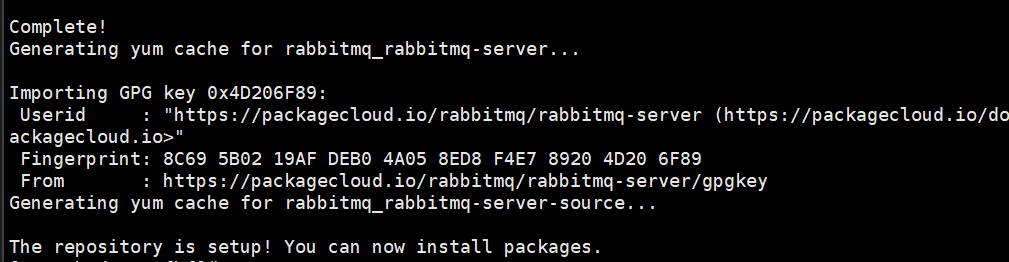 Complete!
Generating yum cache for rabbitmq_rabbitmq-server...
Importing GPG key 0x4D206F89:
Userid     : "https://packagecloud.io/rabbitmq/rabbitmq-server (https://packagecloud.io/do
ackagecloud.io>"
Fingerprint: 8C69 5B02 19AF DEB0 4A05 8ED8 F4E7 8920 4D20 6F89
From       : https://packagecloud.io/rabbitmq/rabbitmq-server/gpgkey
Generating yum cache for rabbitmq_rabbitmq-server-source...
The repository is setup! You can now install packages.